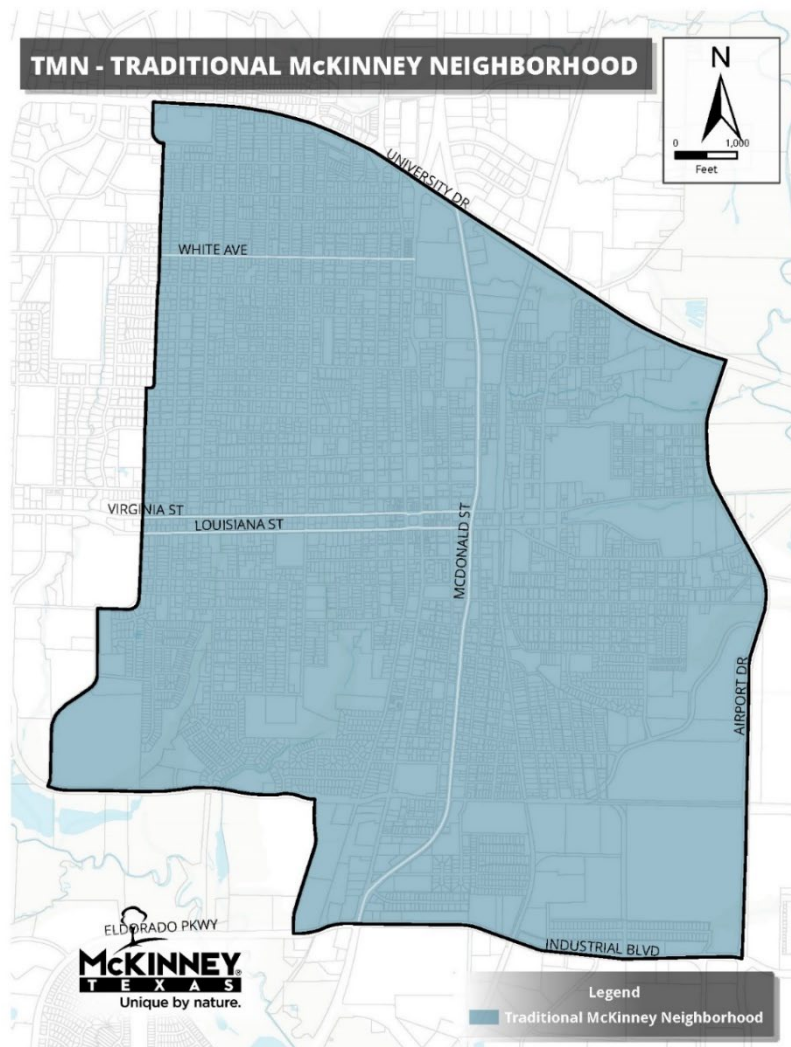 TMN - TRADITIONAL McKINNEY NEIGHBORHOOD
N
0 1,000
Feet
UNIVERSITY DR
WHITE AVE
VIRGINIA ST
LOUISIANA ST
MCDONALD ST
AIRPORT DR
ELDORADO PKWY
INDUSTRIAL BLVD
McKINNEY®
TEXAS
Unique by nature.
Legend
Traditional McKinney Neighborhood